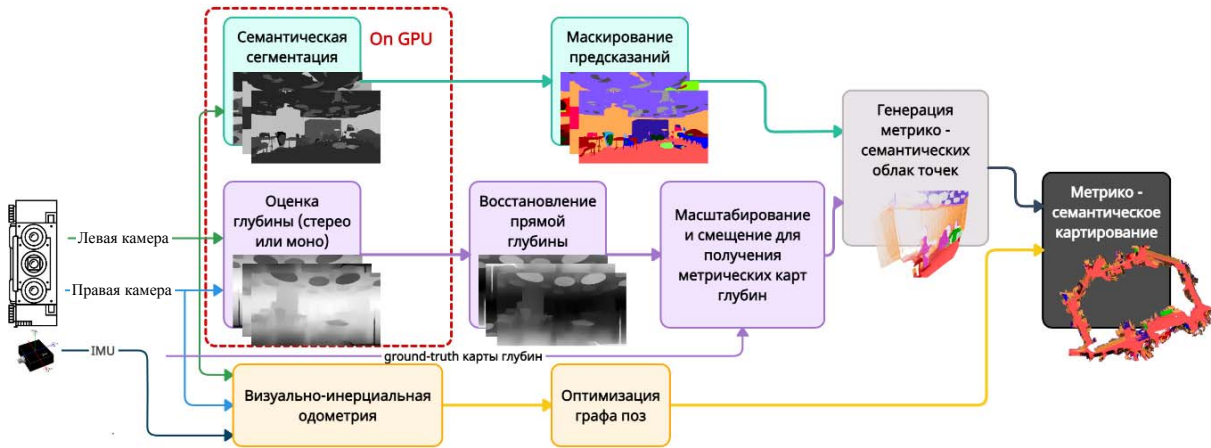 Семантическая
сегментация
On GPU
Маскирование
предсказаний
Генерация
метрико -
семантических
облак точек
Метрико -
семантическое
картирование
Оценка
глубины (стерео
или моно)
Восстановление
прямой
глубины
Масштабирование
и смещение для
получения
метрических карт
глубин
Левая камера
Правая камера
IMU
ground-truth карты глубин
Визуально-инерциальная
одометрия
Оптимизация
графа поз